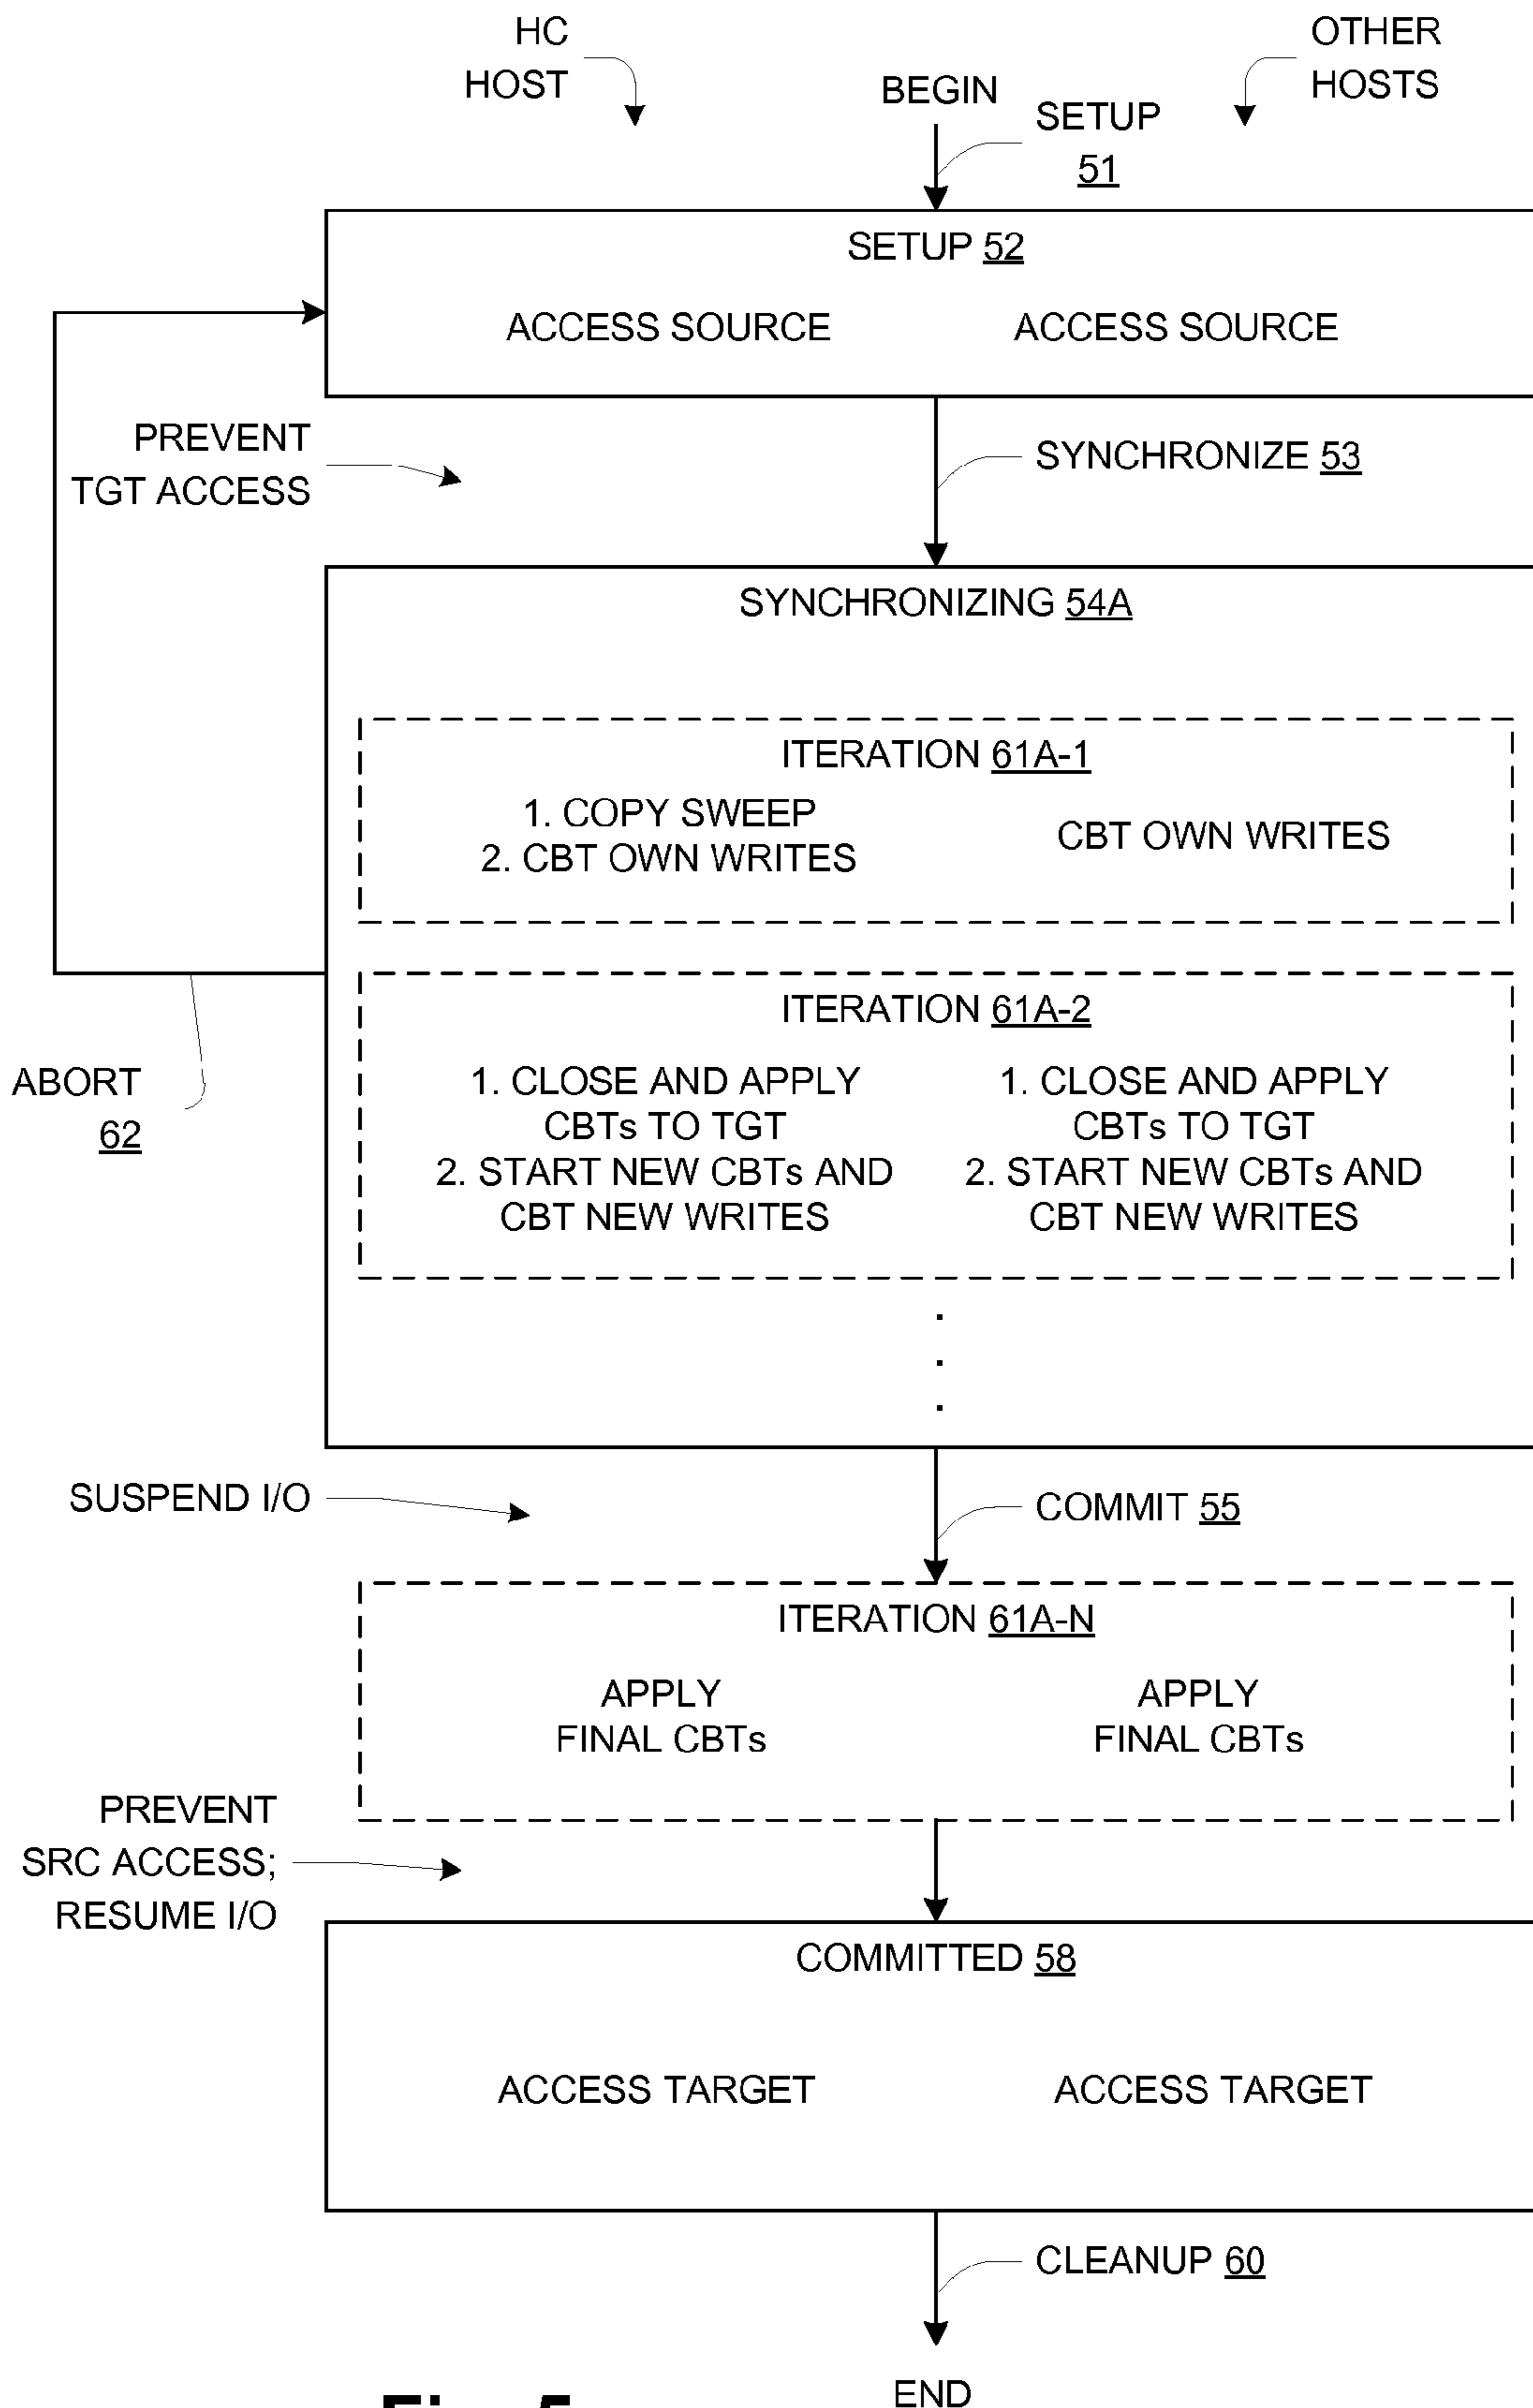 HC
HOST
BEGIN
OTHER
HOSTS
SETUP
51
SETUP 52
ACCESS SOURCE ACCESS SOURCE
PREVENT
TGT ACCESS
SYNCHRONIZE 53
SYNCHRONIZING 54A
ITERATION 61A-1
1. COPY SWEEP
2. CBT OWN WRITES
CBT OWN WRITES
ITERATION 61A-2
1. CLOSE AND APPLY
CBTs TO TGT
2. START NEW CBTs AND
CBT NEW WRITES
1. CLOSE AND APPLY
CBTs TO TGT
2. START NEW CBTs AND
CBT NEW WRITES
.
.
.
ABORT
62
SUSPEND I/O
COMMIT 55
ITERATION 61A-N
APPLY
FINAL CBTs
APPLY
FINAL CBTs
PREVENT
SRC ACCESS;
RESUME I/O
COMMITTED 58
ACCESS TARGET ACCESS TARGET
CLEANUP 60
END